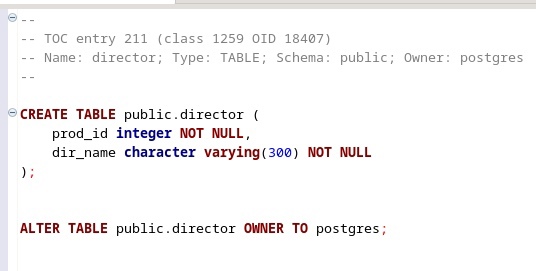 --
-- TOC entry 211 (class 1259 OID 18407)
-- Name: director; Type: TABLE; Schema: public; Owner: postgres
--
CREATE TABLE public.director (
    prod_id integer NOT NULL,
    dir_name character varying(300) NOT NULL
);
ALTER TABLE public.director OWNER TO postgres;